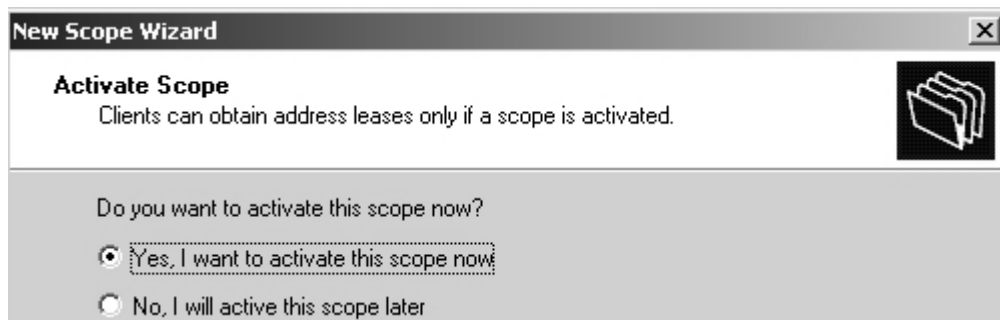 New Scope Wizard
Activate Scope
Clients can obtain address leases only if a scope is activated.
Do you want to activate this scope now?
Yes, I want to activate this scope now
No, I will active this scope later